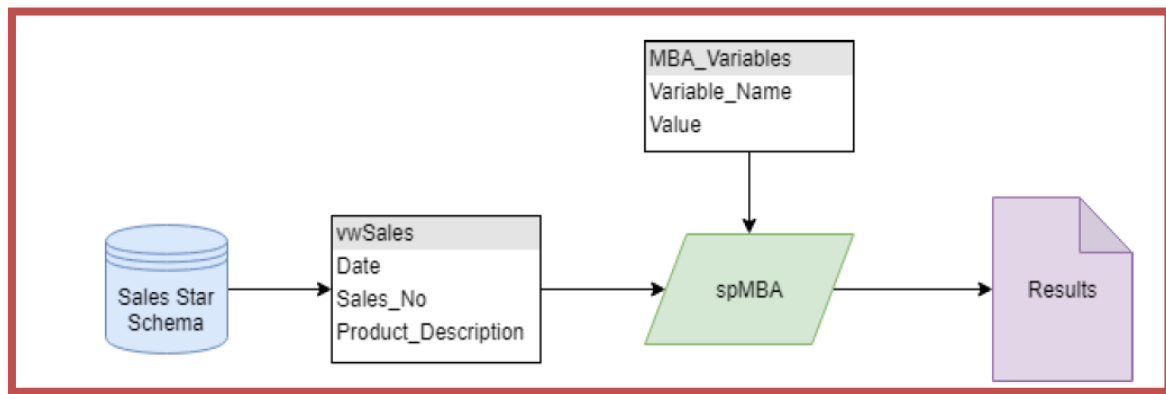 MBA_Variables
Variable_Name
Value
Sales Star
Schema
vwSales
Date
Sales_No
Product_Description
spMBA
Results